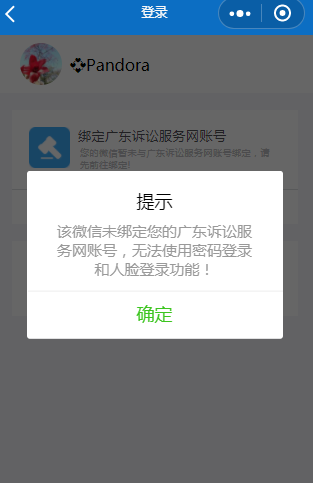 登录
Pandora
绑定广东诉讼服务网账号
您的微信暂未与广东诉讼服务网账号绑定，请
先前往绑定!
提示
该微信未绑定您的广东诉讼服
务网账号，无法使用密码登录
和人脸登录功能！
确定